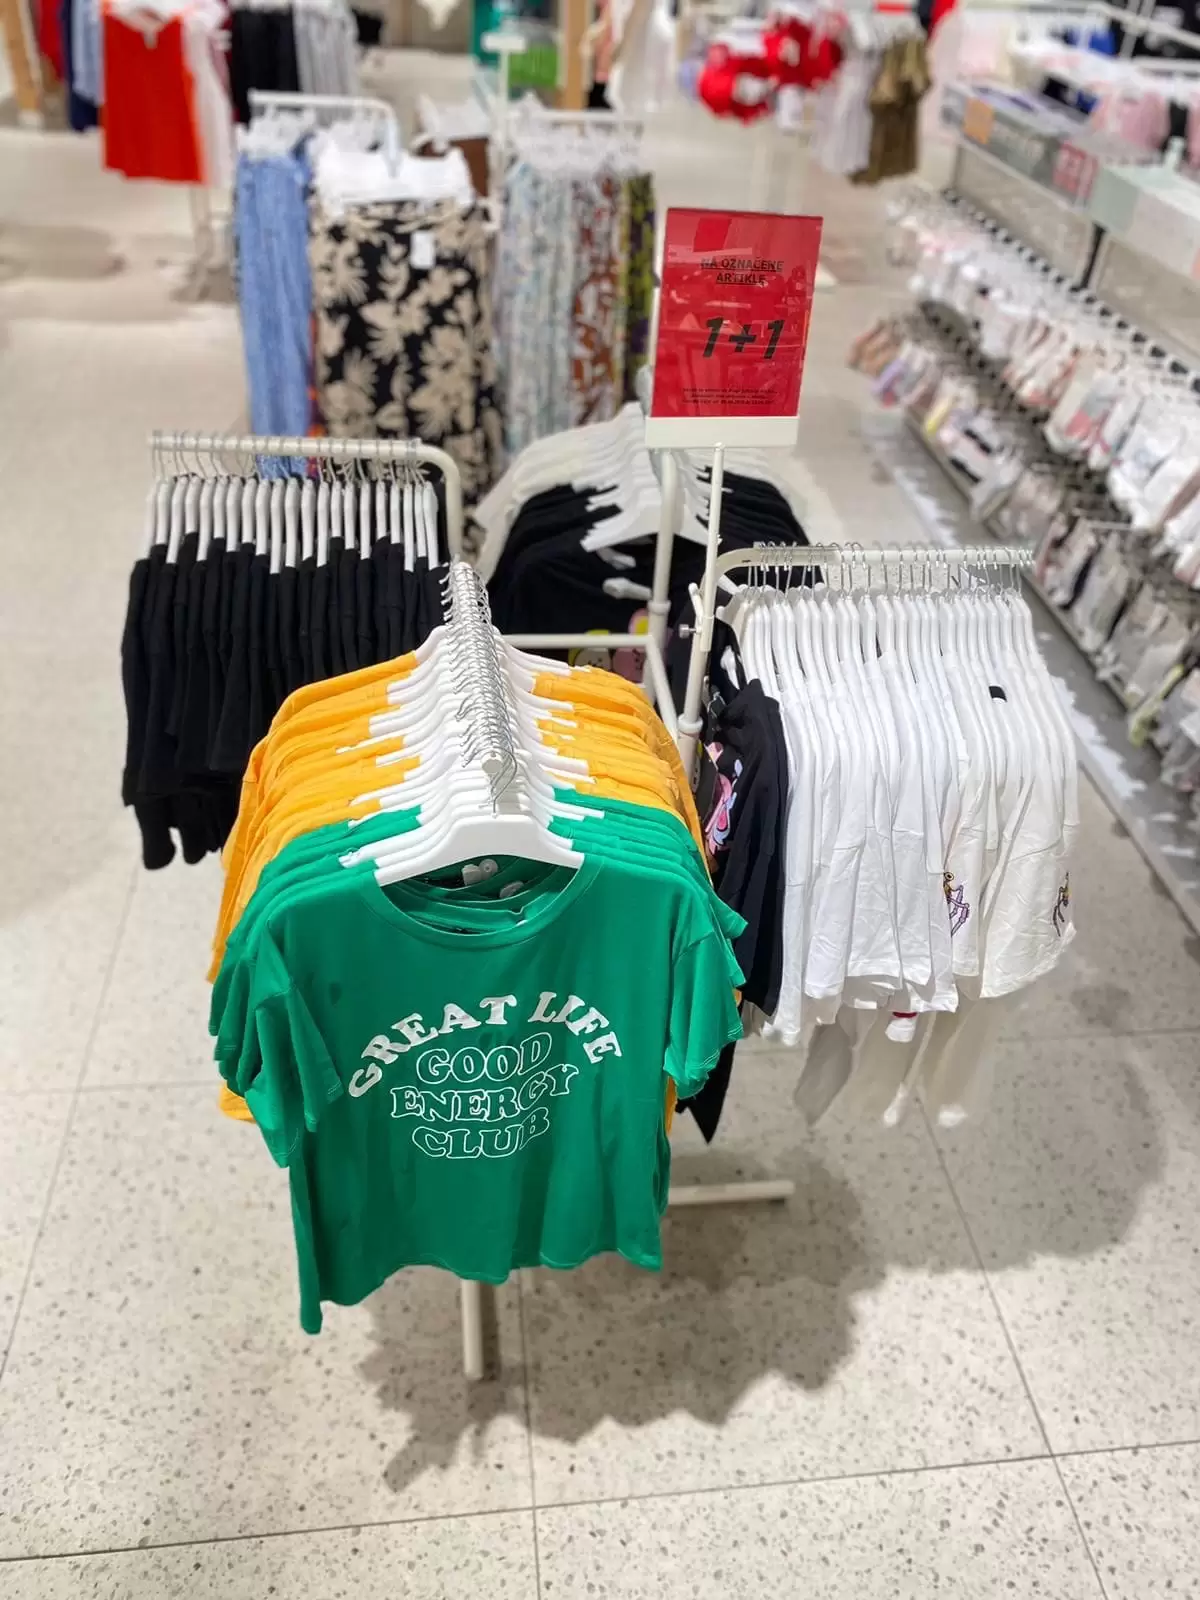 NA OZNAČENE
ARTIKLE
1+1
GREAT LIFE
GOOD
ENERGY
CLUB